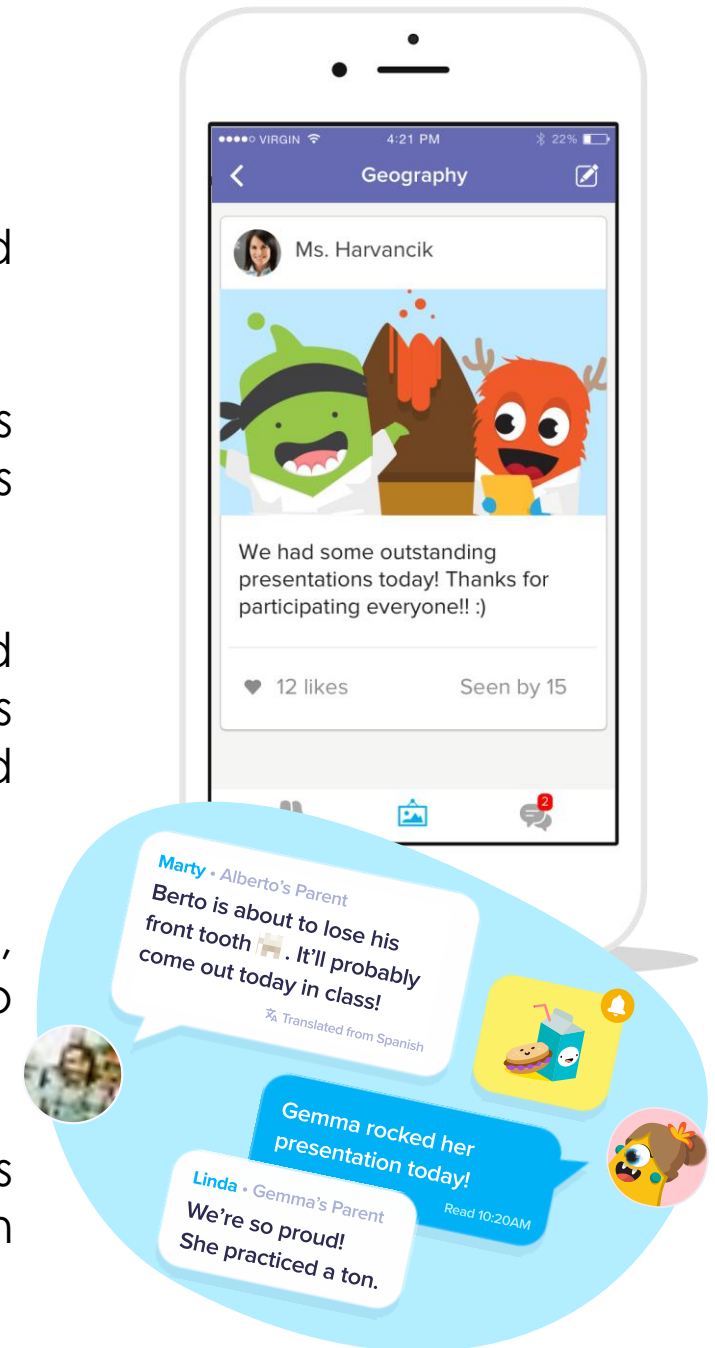 VIRGIN 4:21 PM 22%
Geography
Ms. Harvancik
We had some outstanding
presentations today! Thanks for
participating everyone!! :)
12 likes Seen by 15
2
Marty • Alberto's Parent
Berto is about to lose his
front tooth . It'll probably
come out today in class!
Translated from Spanish
Gemma rocked her
presentation today!
Read 10:20AM
Linda • Gemma's Parent
We're so proud!
She practiced a ton.